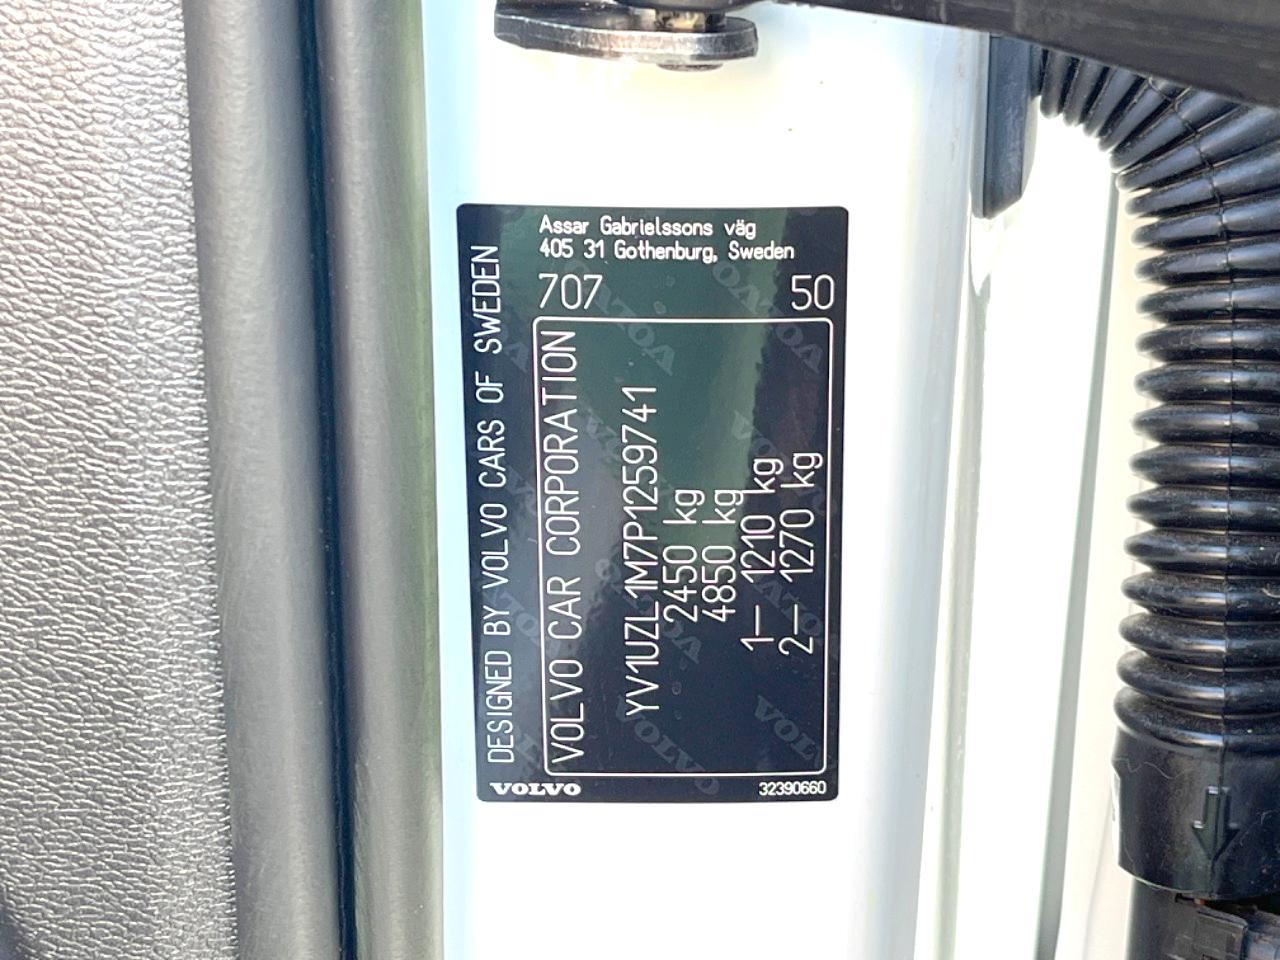 Assar Gabrielssons väg
405 31 Gothenburg, Sweden
707 50
DESIGNED BY VOLVO CARS OF SWEDEN
VOLVO CAR CORPORATION
YV1UZL1M7P1259741
2450 kg
4850 kg
1– 1210 kg
2– 1270 kg
VOLVO
32390660